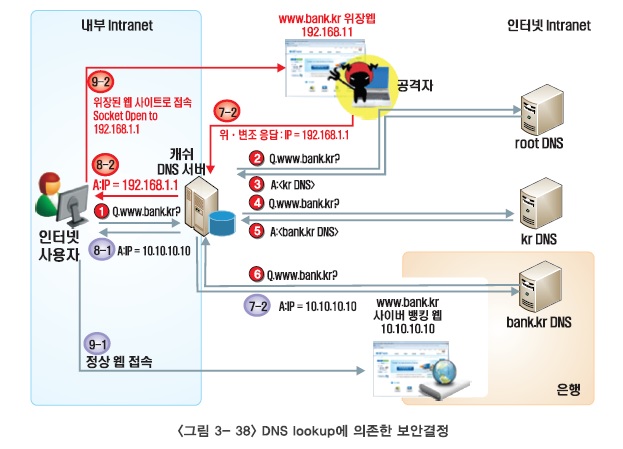 내부 Intranet
www.bank.kr 위장웹
192.168.11
인터넷 Intranet
공격자
9-2
위장된 웹 사이트로 접속
Socket Open to
192.168.1.1
7-2
위·변조 응답 : IP = 192.168.1.1
root DNS
캐쉬
DNS 서버
8-2
A:IP = 192.168.1.1
2 Q.www.bank.kr?
3 A:<kr DNS>
1 Q.www.bank.kr?
4 Q.www.bank.kr?
5 A:<bank.kr DNS>
kr DNS
인터넷
사용자
8-1 A:IP = 10.10.10.10
6 Q.www.bank.kr?
7-2 A:IP = 10.10.10.10
www.bank.kr
사이버 뱅킹 웹
10.10.10.10
bank.kr DNS
9-1
정상 웹 접속
은행
<그림 3- 38> DNS lookup에 의존한 보안결정